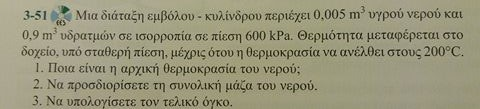 3-51 Μια διάταξη εμβόλου - κυλίνδρου περιέχει 0,005 m³ υγρού νερού και
0,9 m³ υδρατμών σε ισορροπία σε πίεση 600 kPa. Θερμότητα μεταφέρεται στο
δοχείο, υπό σταθερή πίεση, μέχρις ότου η θερμοκρασία να ανέλθει στους 200°C.
1. Ποια είναι η αρχική θερμοκρασία του νερού;
2. Να προσδιορίσετε τη συνολική μάζα του νερού.
3. Να υπολογίσετε τον τελικό όγκο.